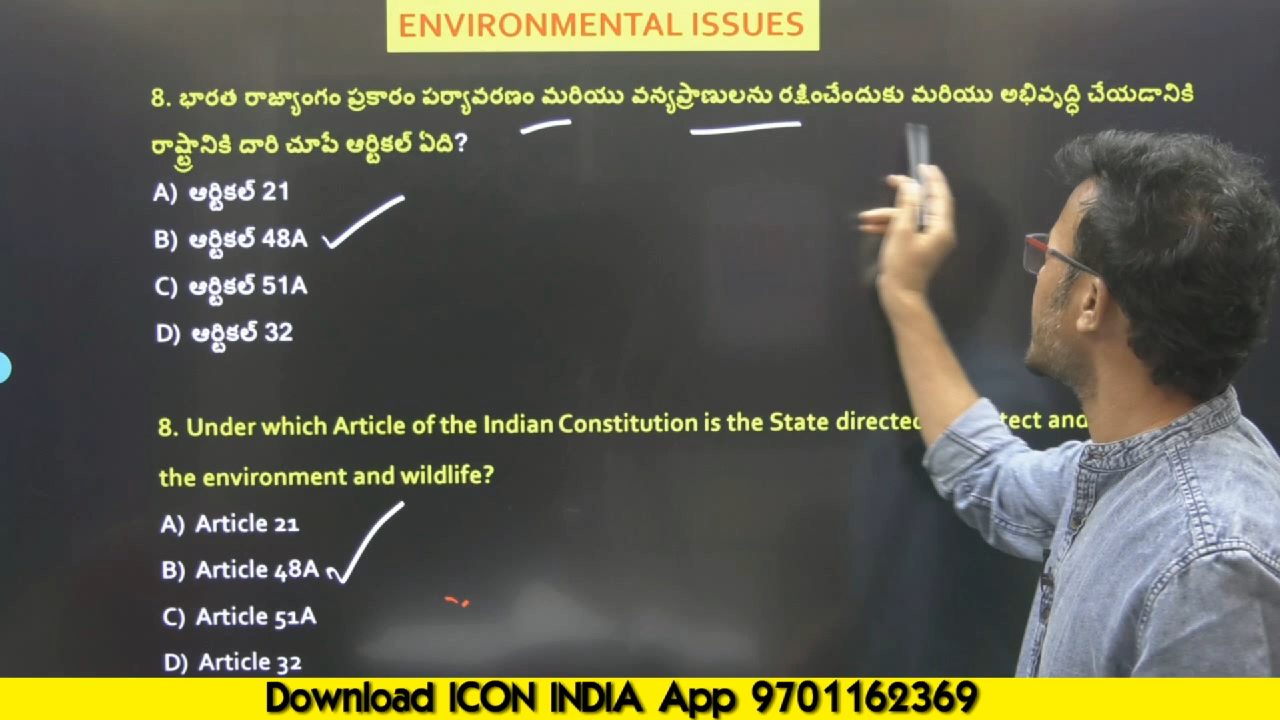 ENVIRONMENTAL ISSUES
8. భారత రాజ్యాంగం ప్రకారం పర్యావరణం మరియు వన్యప్రాణులను రక్షించేందుకు మరియు అభివృద్ధి చేయడానికి
రాష్ట్రానికి దారి చూపే ఆర్టికల్ ఏది?
A) ఆర్టికల్ 21
B) ఆర్టికల్ 48A
C) ఆర్టికల్ 51A
D) ఆర్టికల్ 32
8. Under which Article of the Indian Constitution is the State directed and
the environment and wildlife?
A) Article 21
B) Article 48A
C) Article 51A
D) Article 32
Download ICON INDIA App 9701162369